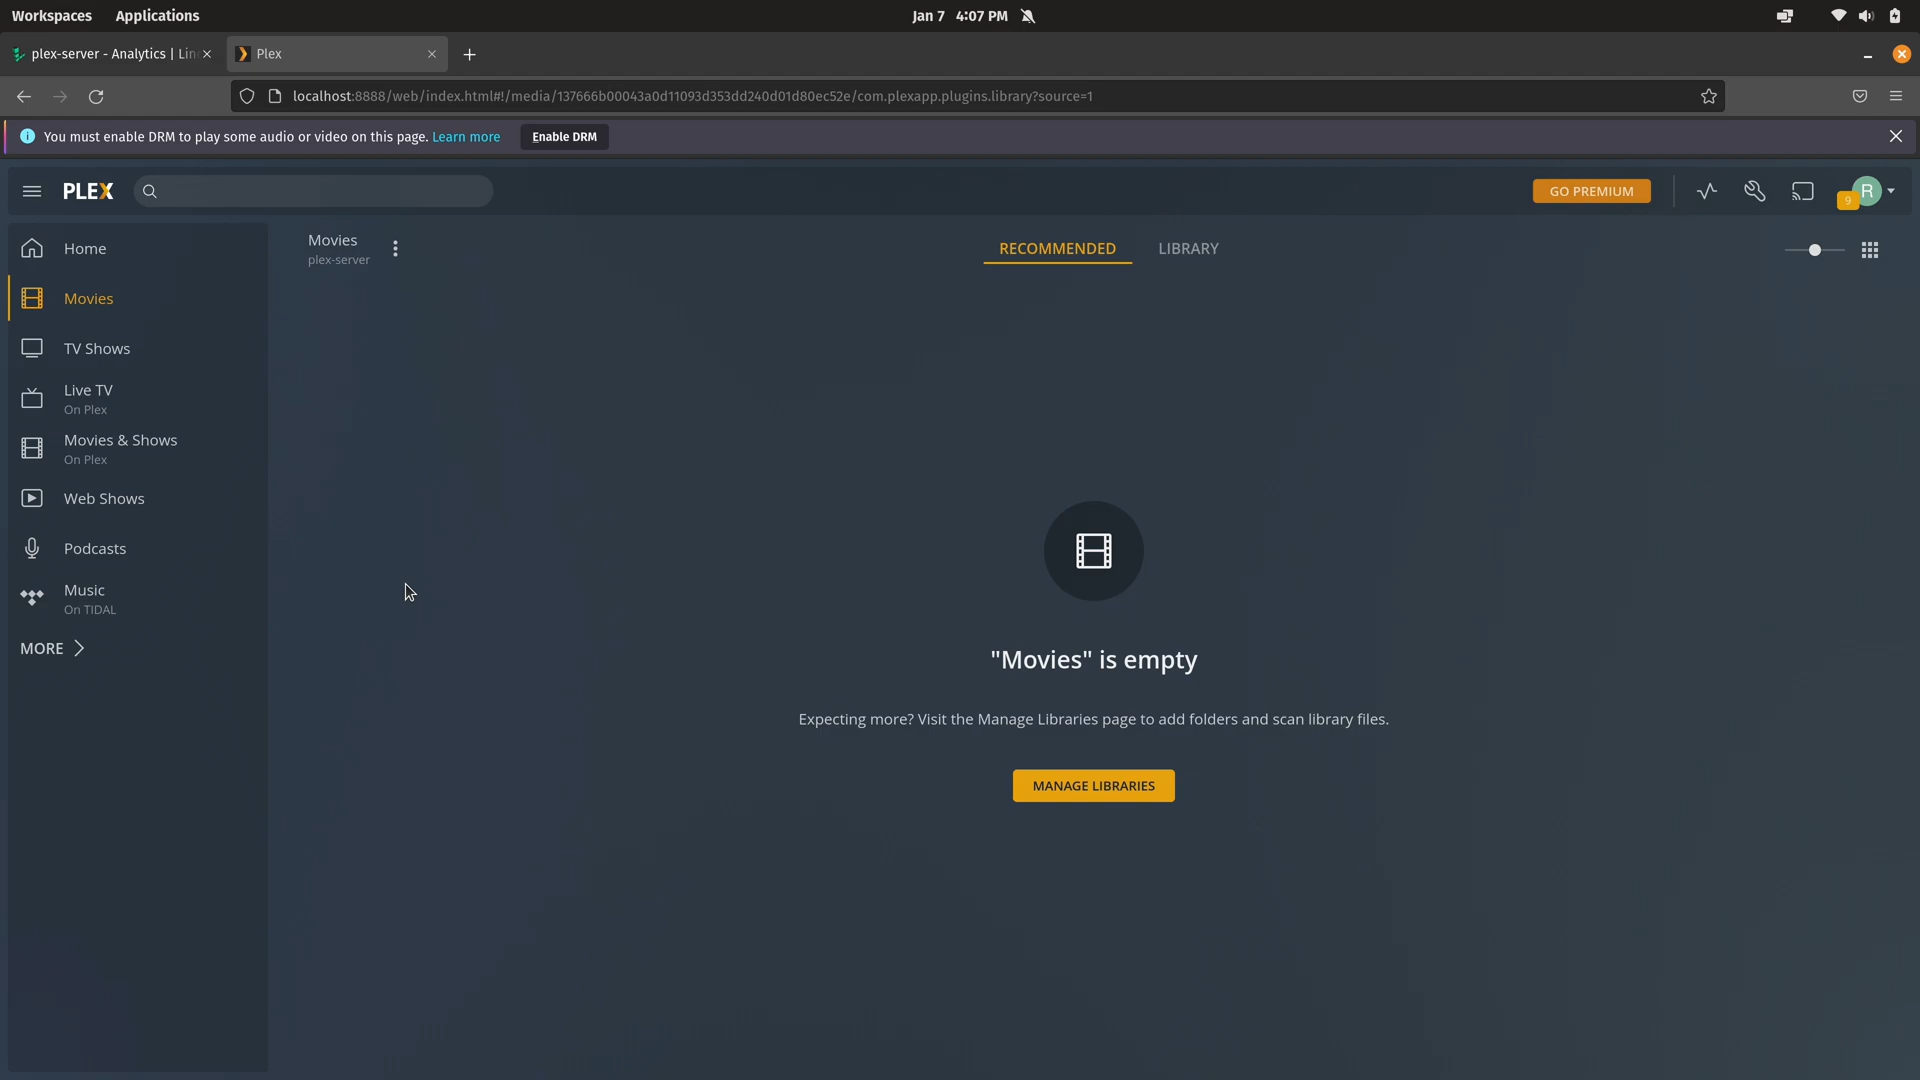 Workspaces Applications Jan 7 4:07 PM
plex-server - Analytics | Lin Plex
localhost:8888/web/index.html#!/media/137666b00043a0d11093d353dd240d01d80ec52e/com.plexapp.plugins.library?source=1
You must enable DRM to play some audio or video on this page. Learn more Enable DRM
PLEX GO PREMIUM 9 R
Home
Movies
TV Shows
Live TV
On Plex
Movies & Shows
On Plex
Web Shows
Podcasts
Music
On TIDAL
MORE
Movies
plex-server
RECOMMENDED LIBRARY
"Movies" is empty
Expecting more? Visit the Manage Libraries page to add folders and scan library files.
MANAGE LIBRARIES